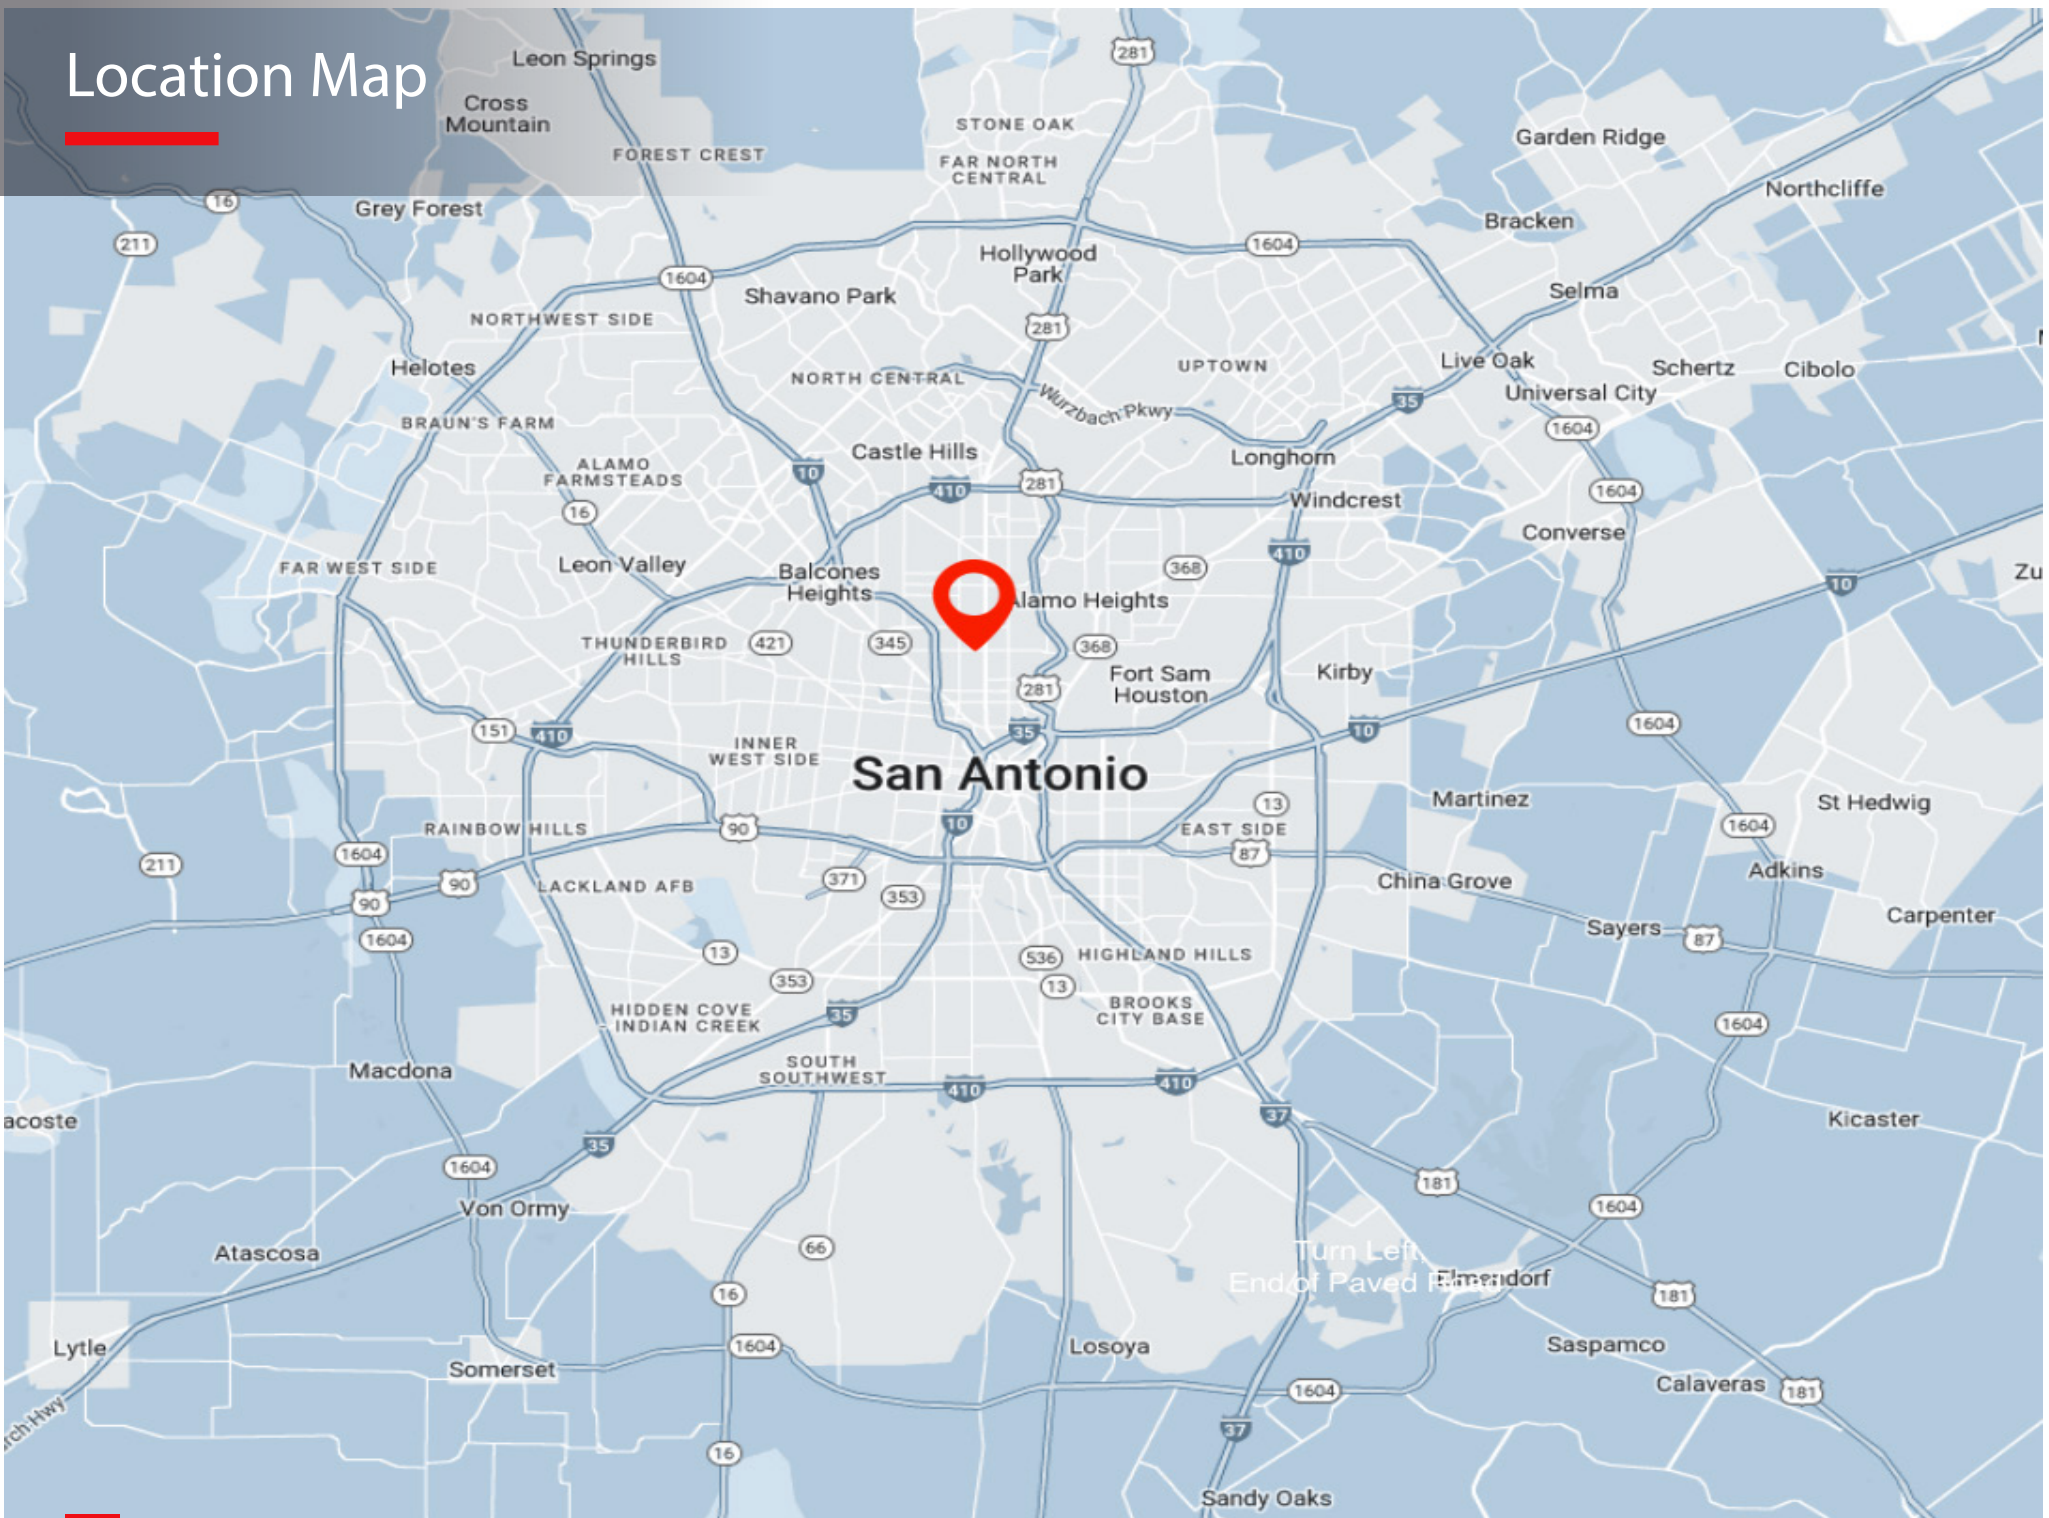 Location Map
Leon Springs
281
Cross
Mountain
STONE OAK
FOREST CREST
FAR NORTH
CENTRAL
Garden Ridge
Northcliffe
16
Grey Forest
Bracken
211
1604
Hollywood
Park
1604
Shavano Park
Selma
NORTHWEST SIDE
281
Helotes
NORTH CENTRAL
UPTOWN
Live Oak
Schertz
Cibolo
Universal City
Wurzbach Pkwy
35
BRAUN'S FARM
1604
Castle Hills
Longhorn
ALAMO
FARMSTEADS
10
410
281
1604
Windcrest
16
Converse
410
FAR WEST SIDE
Leon Valley
Balcones
Heights
368
Zu
10
Alamo Heights
THUNDERBIRD
HILLS
421
345
368
Fort Sam
Houston
Kirby
281
151
410
35
10
1604
INNER
WEST SIDE
San Antonio
Martinez
St Hedwig
13
RAINBOW HILLS
90
10
EAST SIDE
1604
1604
87
211
90
LACKLAND AFB
371
353
China Grove
Adkins
90
Carpenter
1604
Sayers
87
13
353
536
HIGHLAND HILLS
13
HIDDEN COVE
- INDIAN CREEK
35
BROOKS
CITY BASE
1604
Macdona
SOUTH
SOUTHWEST
410
410
acoste
35
37
Kicaster
1604
181
Von Ormy
1604
Atascosa
66
Turn Left,
End of Paved Road
Elmendorf
16
181
Lytle
1604
Losoya
Saspamco
Somerset
Calaveras
1604
181
rch Hwy
37
16
Sandy Oaks